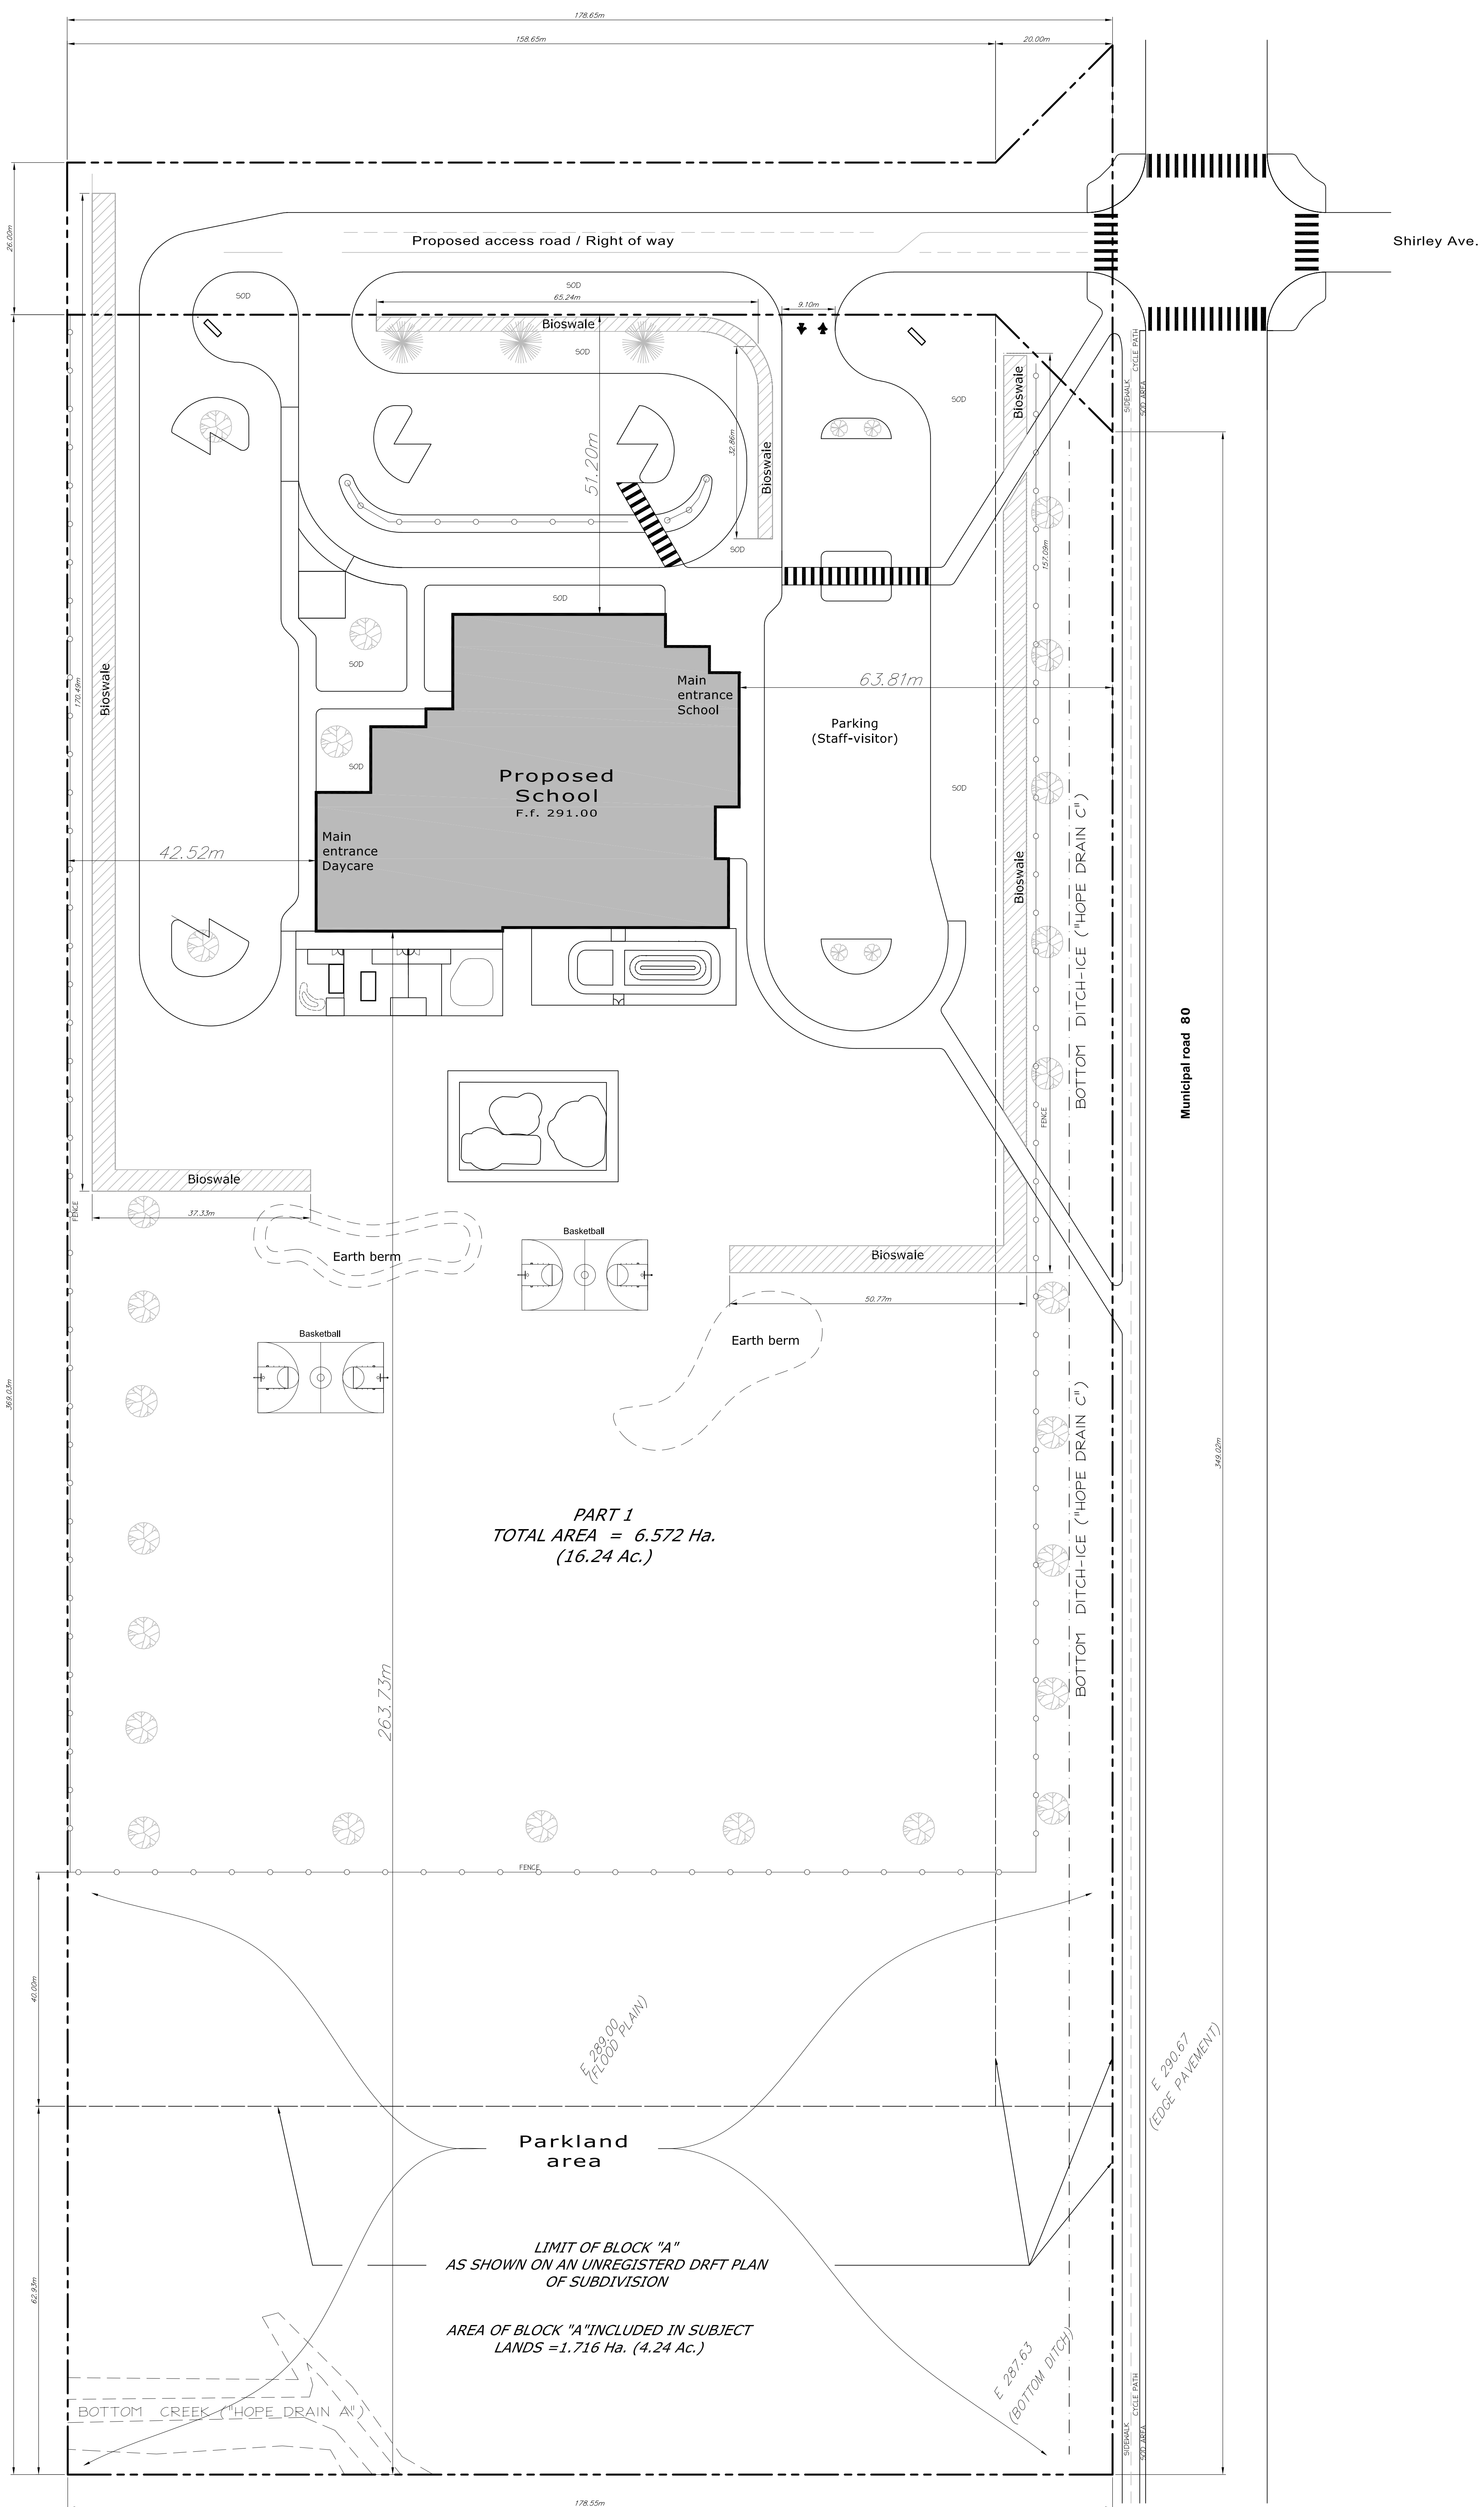 178.65m
158.65m
20.00m
26.00m
Proposed access road / Right of way
Shirley Ave.
SOD
SOD
65.24m
9.10m
Bioswale
SOD
SIDEWALK
CYCLE PATH
SOD AREA
Bioswale
SOD
51.20m
32.86m
Bioswale
SOD
157.09m
SOD
SOD
170.49m
Bioswale
Main
entrance
School
63.81m
Parking
(Staff-visitor)
SOD
Proposed
School
F.f. 291.00
SOD
Main
entrance
Daycare
42.52m
Bioswale
BOTTOM DITCH-ICE ("HOPE DRAIN C")
Municipal road 80
FENCE
Bioswale
37.33m
FENCE
Earth berm
Basketball
Bioswale
50.77m
Basketball
Earth berm
369.03m
349.02m
BOTTOM DITCH-ICE ("HOPE DRAIN C")
PART 1
TOTAL AREA = 6.572 Ha.
(16.24 Ac.)
263.73m
FENCE
40.00m
E 289.00
(FLOOD PLAIN)
E 290.67
(EDGE PAVEMENT)
Parkland
area
LIMIT OF BLOCK "A"
AS SHOWN ON AN UNREGISTERD DRFT PLAN
OF SUBDIVISION
62.93m
AREA OF BLOCK "A"INCLUDED IN SUBJECT
LANDS =1.716 Ha. (4.24 Ac.)
E 287.63
(BOTTOM DITCH)
BOTTOM CREEK ("HOPE DRAIN A")
SIDEWALK
CYCLE PATH
SOD AREA
178.55m